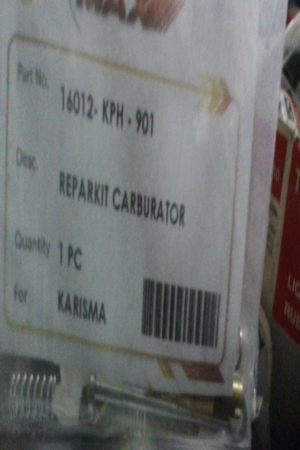 Part No. 16012- KPH - 901
Desc. REPARKIT CARBURATOR
Quantity 1 PC
For KARISMA